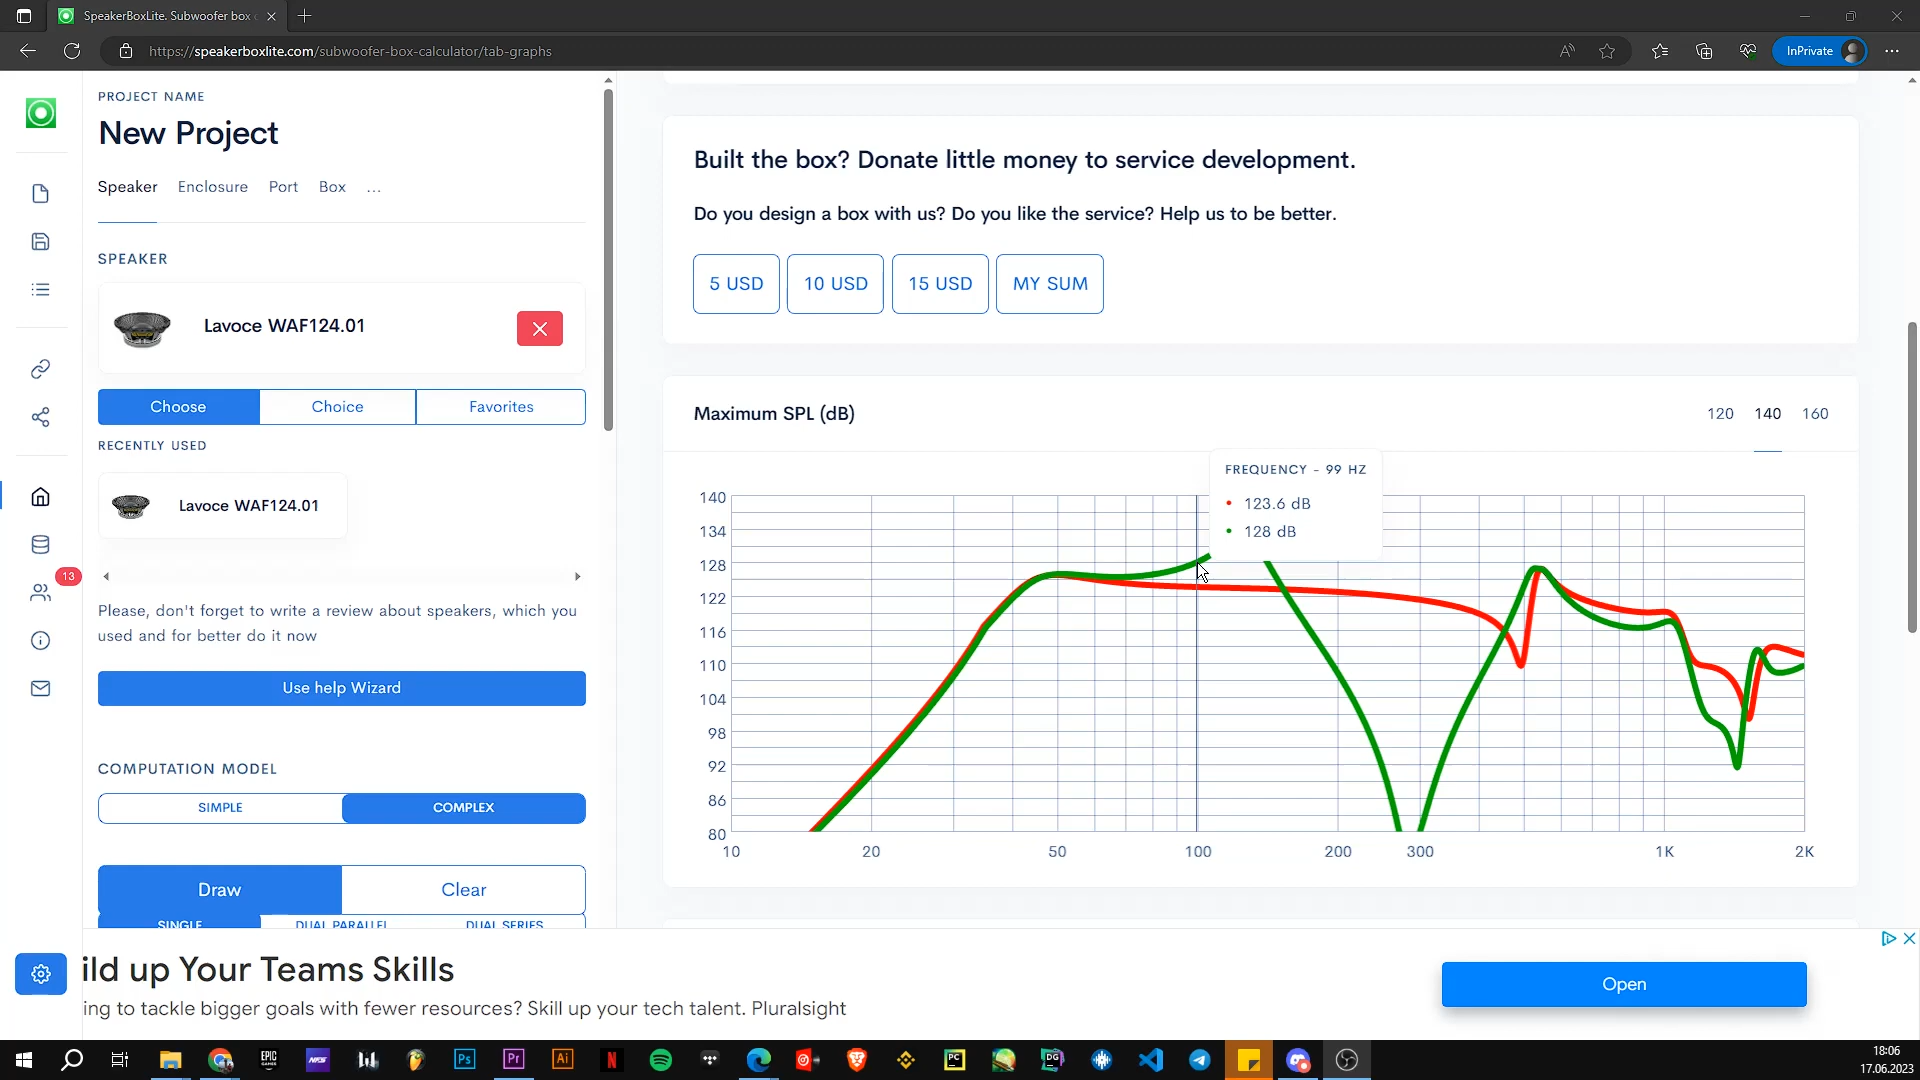 SpeakerBoxLite. Subwoofer box
https://speakerboxlite.com/subwoofer-box-calculator/tab-graphs
InPrivate
PROJECT NAME
New Project
Speaker Enclosure Port Box ...
SPEAKER
Lavoce WAF124.01
Choose Choice Favorites
RECENTLY USED
Lavoce WAF124.01
13
Please, don't forget to write a review about speakers, which you
used and for better do it now
Use help Wizard
COMPUTATION MODEL
SIMPLE COMPLEX
Draw Clear
SINGLE DUAL PARALLEL DUAL SERIES
Built the box? Donate little money to service development.
Do you design a box with us? Do you like the service? Help us to be better.
5 USD 10 USD 15 USD MY SUM
Maximum SPL (dB)
120 140 160
FREQUENCY - 99 HZ
123.6 dB
128 dB
140
134
128
122
116
110
104
98
92
86
80
10 20 50 100 200 300 1K 2K
ild up Your Teams Skills
ing to tackle bigger goals with fewer resources? Skill up your tech talent. Pluralsight
Open
EPIC
GAMES
NFS
Ps
Pr
Ai
N
PC
DG
18:06
17.06.2023